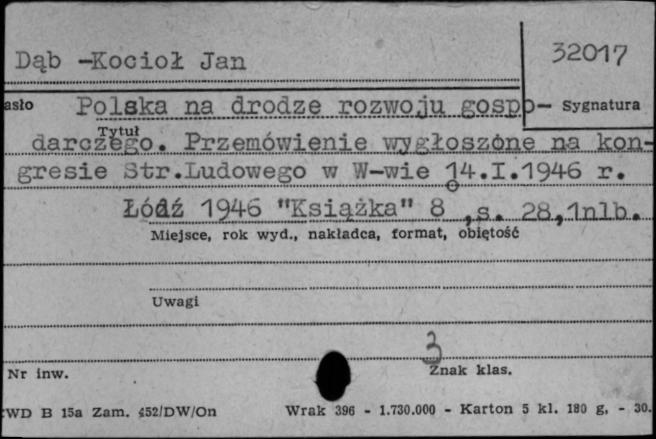 Dąb -Kocioł Jan
32017
asło Polska na drodze rozwoju gospo- Sygnatura
Tytuł
darczego. Przemówienie wygłoszone na kon-
gresie Str.Ludowego w W-wie 14.I.1946 r.
Łódź 1946 "Książka" 8°, s. 28,1nlb.
Miejsce, rok wyd., nakładca, format, obiętość
Uwagi
3
Nr inw.
Znak klas.
WD B 15a Zam. 452/DW/On Wrak 396 - 1.730.000 - Karton 5 kl. 180 g. - 30.